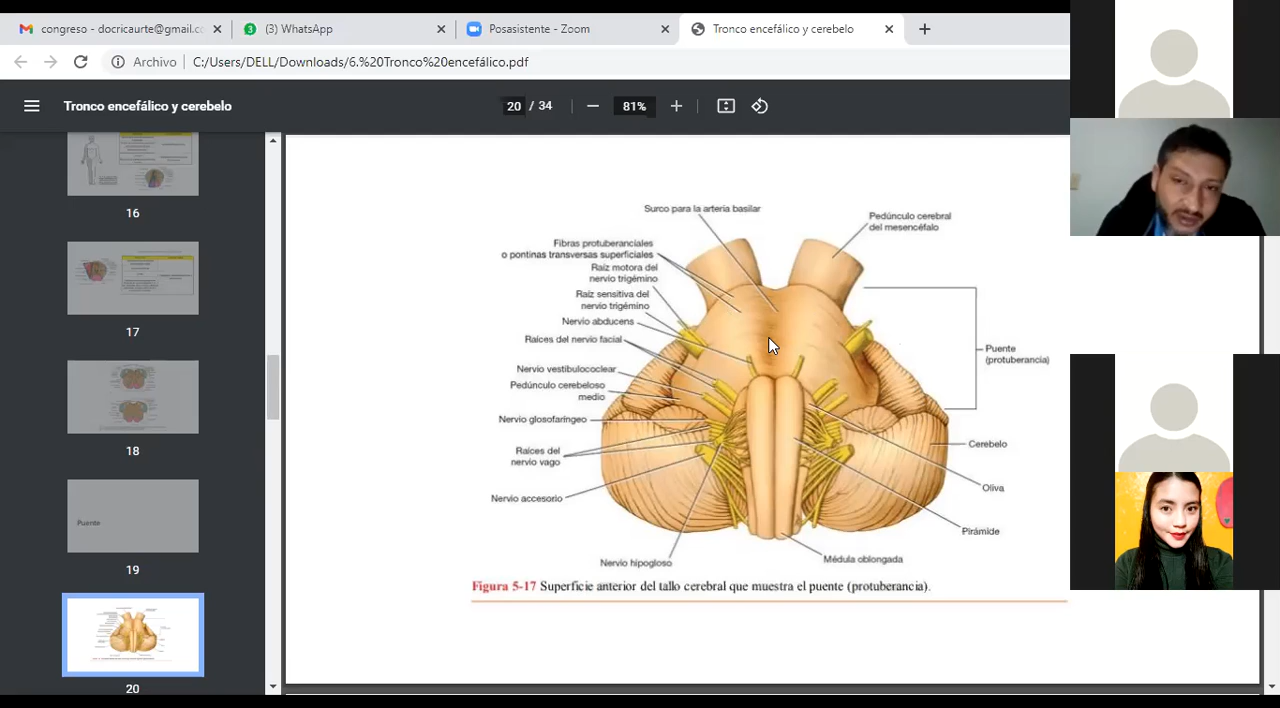 congreso - docricaurte@gmail.cc
3
(3) WhatsApp
Posasistente - Zoom
Tronco encefálico y cerebelo
Archivo
C:/Users/DELL/Downloads/6.%20Tronco%20encefálico.pdf
Tronco encefálico y cerebelo
20 / 34
81%
16
17
18
Puente
19
20
Surco para la arteria basilar
Pedúnculo cerebral
del mesencéfalo
Fibras protuberanciales
o pontinas transversas superficiales
Raíz motora del
nervio trigémino
Raíz sensitiva del
nervio trigémino
Nervio abducens
Raíces del nervio facial
Puente
(protuberancia)
Nervio vestibulococlear
Pedúnculo cerebeloso
medio
Nervio glosofaríngeo
Raíces del
nervio vago
Cerebelo
Nervio accesorio
Oliva
Pirámide
Nervio hipogloso
Médula oblongada
Figura 5-17 Superficie anterior del tallo cerebral que muestra el puente (protuberancia).